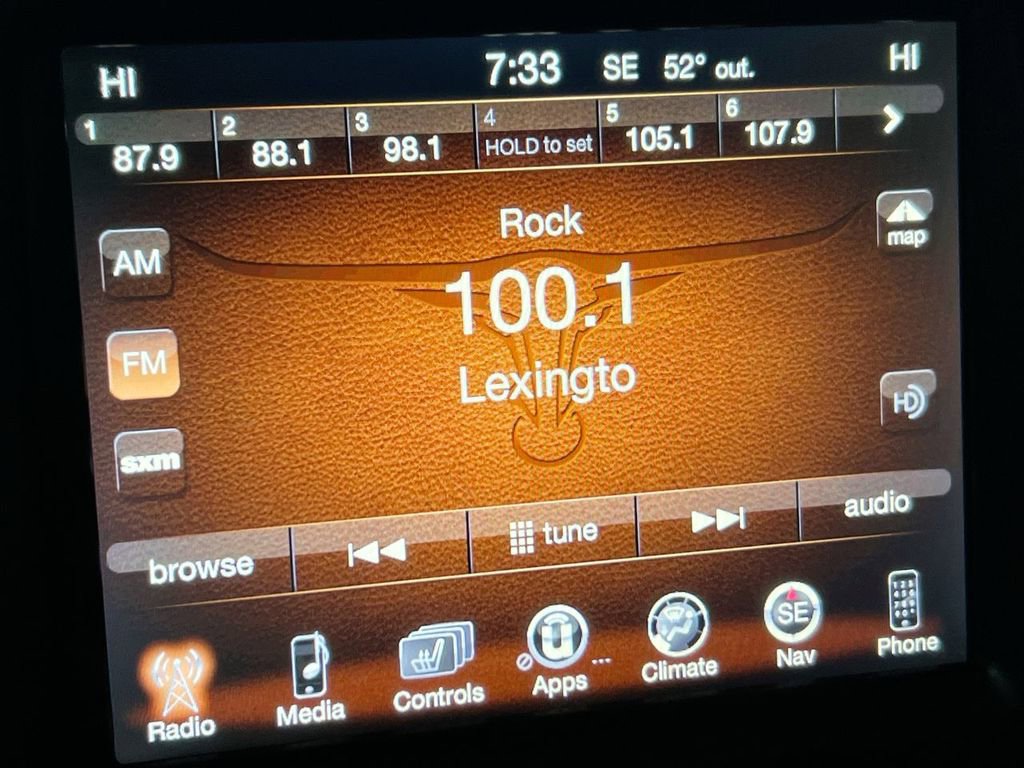 HI 7:33 SE 52° out. HI
1 2 3 4 5 6
87.9 88.1 98.1 HOLD to set 105.1 107.9
Rock
map
AM
100.1
FM
Lexingto
HD
sxm
browse tune audio
SE
Radio Media Controls Apps ... Climate Nav Phone